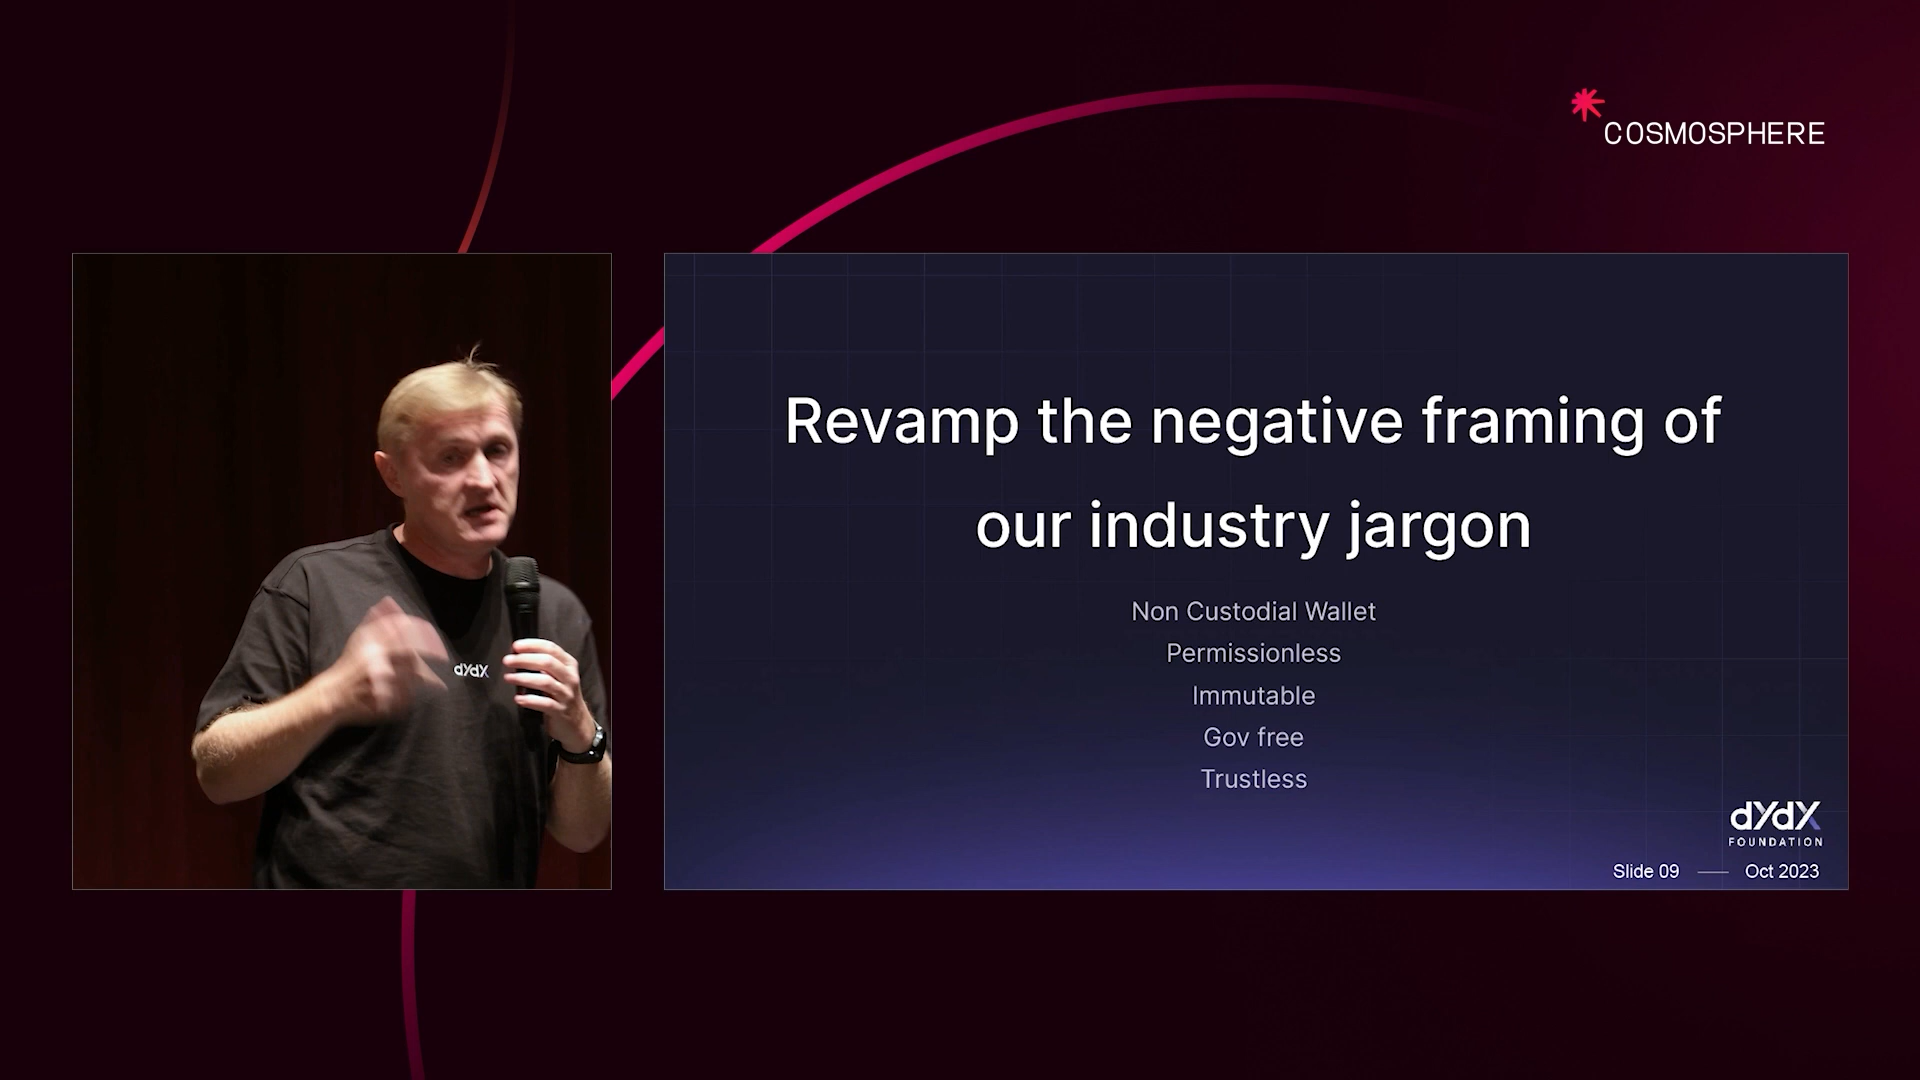 COSMOSPHERE
Revamp the negative framing of
our industry jargon
Non Custodial Wallet
Permissionless
Immutable
Gov free
Trustless
dYdX
dYdX
FOUNDATION
Slide 09 — Oct 2023